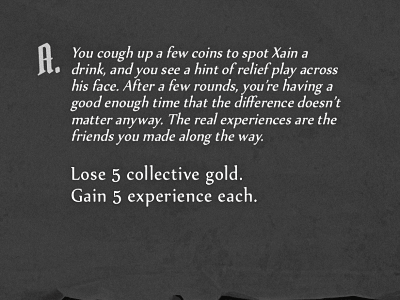 A. You cough up a few coins to spot Xain a
drink, and you see a hint of relief play across
his face. After a few rounds, you're having a
good enough time that the difference doesn't
matter anyway. The real experiences are the
friends you made along the way.
Lose 5 collective gold.
Gain 5 experience each.